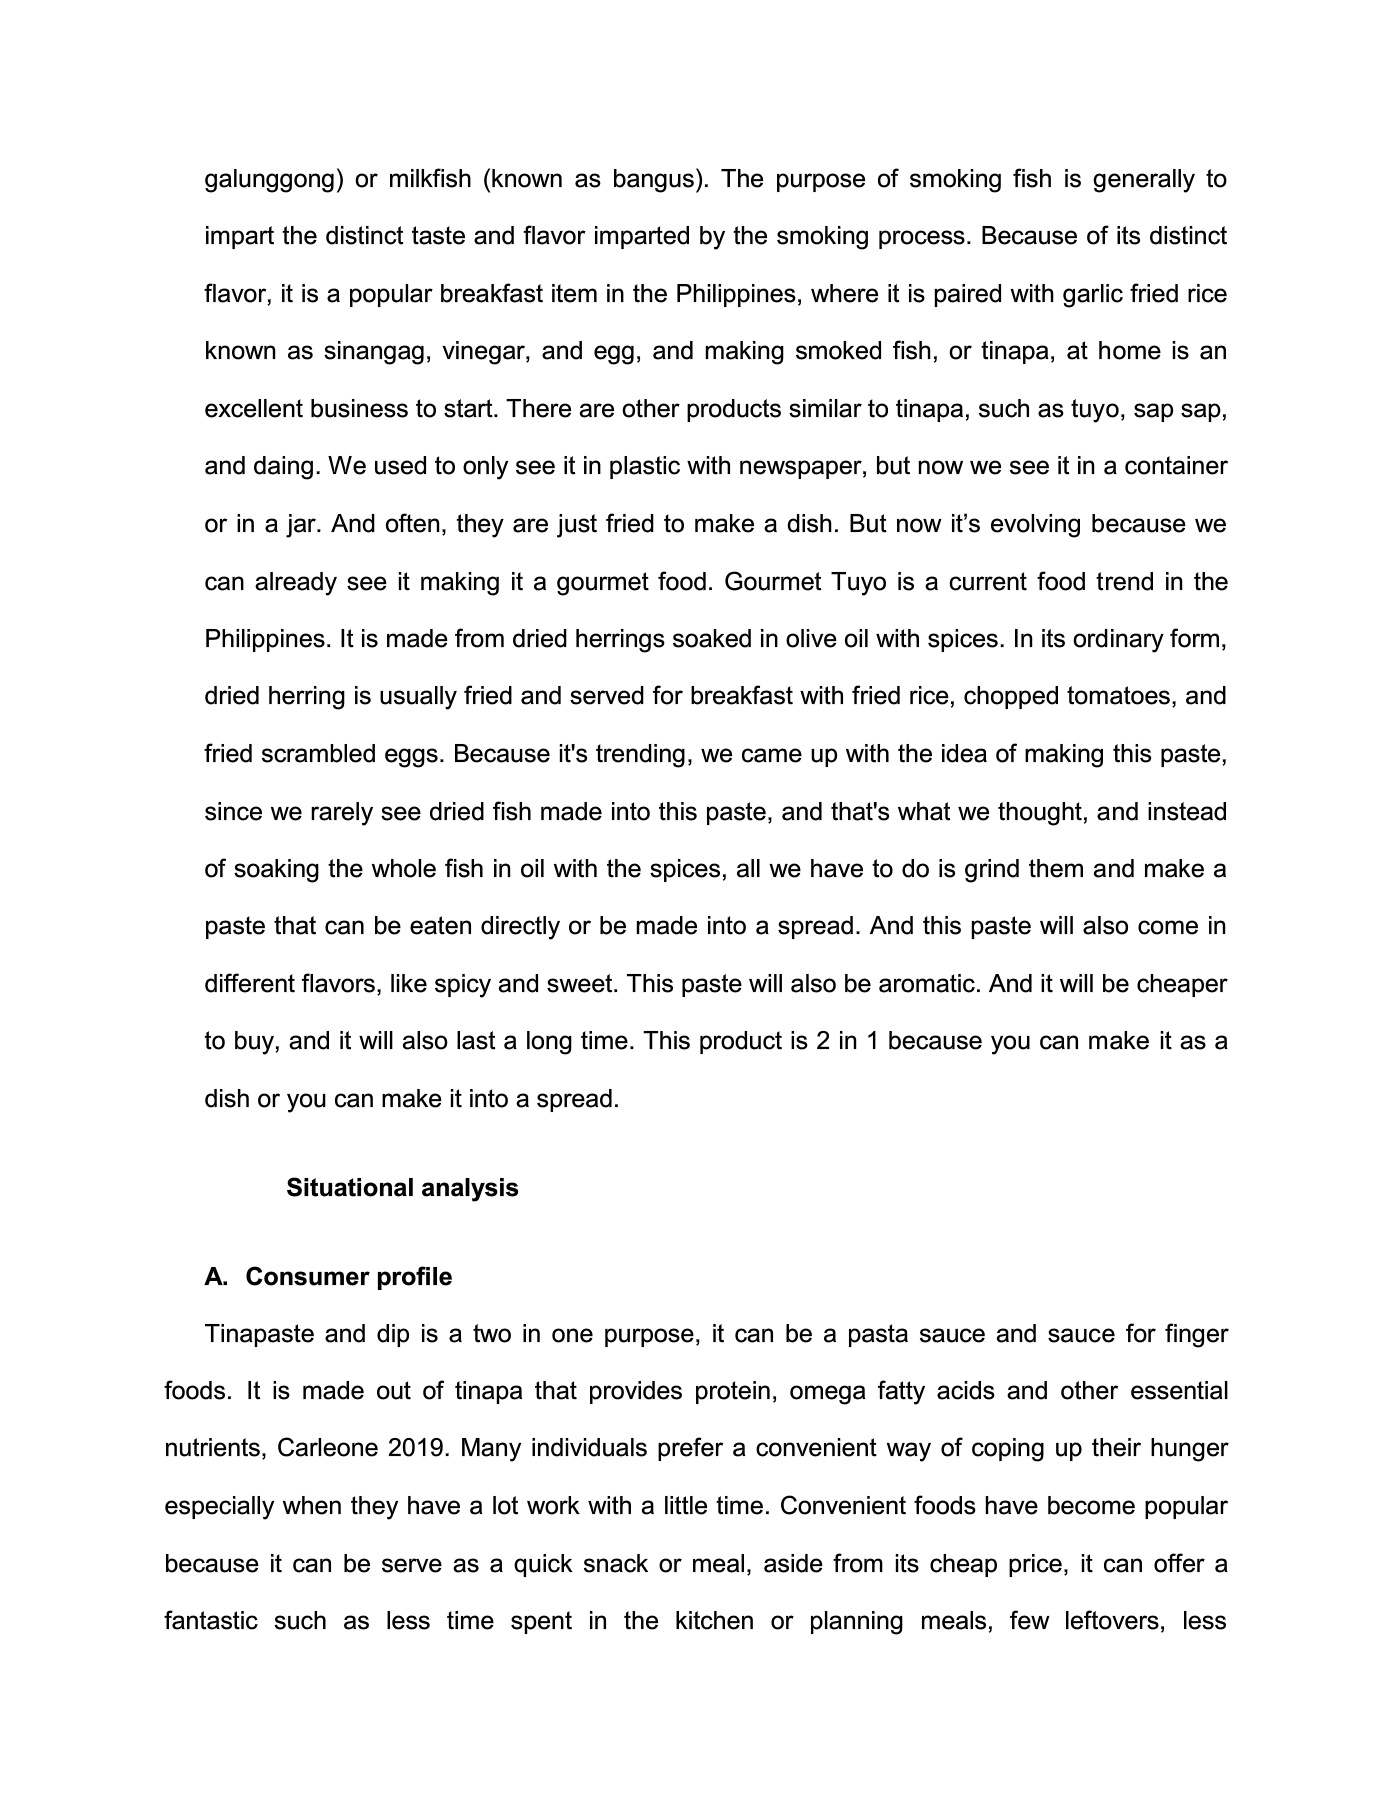 galunggong) or milkfish (known as bangus). The purpose of smoking fish is generally to
impart the distinct taste and flavor imparted by the smoking process. Because of its distinct
flavor, it is a popular breakfast item in the Philippines, where it is paired with garlic fried rice
known as sinangag, vinegar, and egg, and making smoked fish, or tinapa, at home is an
excellent business to start. There are other products similar to tinapa, such as tuyo, sap sap,
and daing. We used to only see it in plastic with newspaper, but now we see it in a container
or in a jar. And often, they are just fried to make a dish. But now it’s evolving because we
can already see it making it a gourmet food. Gourmet Tuyo is a current food trend in the
Philippines. It is made from dried herrings soaked in olive oil with spices. In its ordinary form,
dried herring is usually fried and served for breakfast with fried rice, chopped tomatoes, and
fried scrambled eggs. Because it's trending, we came up with the idea of making this paste,
since we rarely see dried fish made into this paste, and that's what we thought, and instead
of soaking the whole fish in oil with the spices, all we have to do is grind them and make a
paste that can be eaten directly or be made into a spread. And this paste will also come in
different flavors, like spicy and sweet. This paste will also be aromatic. And it will be cheaper
to buy, and it will also last a long time. This product is 2 in 1 because you can make it as a
dish or you can make it into a spread.
Situational analysis
A. Consumer profile
Tinapaste and dip is a two in one purpose, it can be a pasta sauce and sauce for finger
foods. It is made out of tinapa that provides protein, omega fatty acids and other essential
nutrients, Carleone 2019. Many individuals prefer a convenient way of coping up their hunger
especially when they have a lot work with a little time. Convenient foods have become popular
because it can be serve as a quick snack or meal, aside from its cheap price, it can offer a
fantastic such as less time spent in the kitchen or planning meals, few leftovers, less